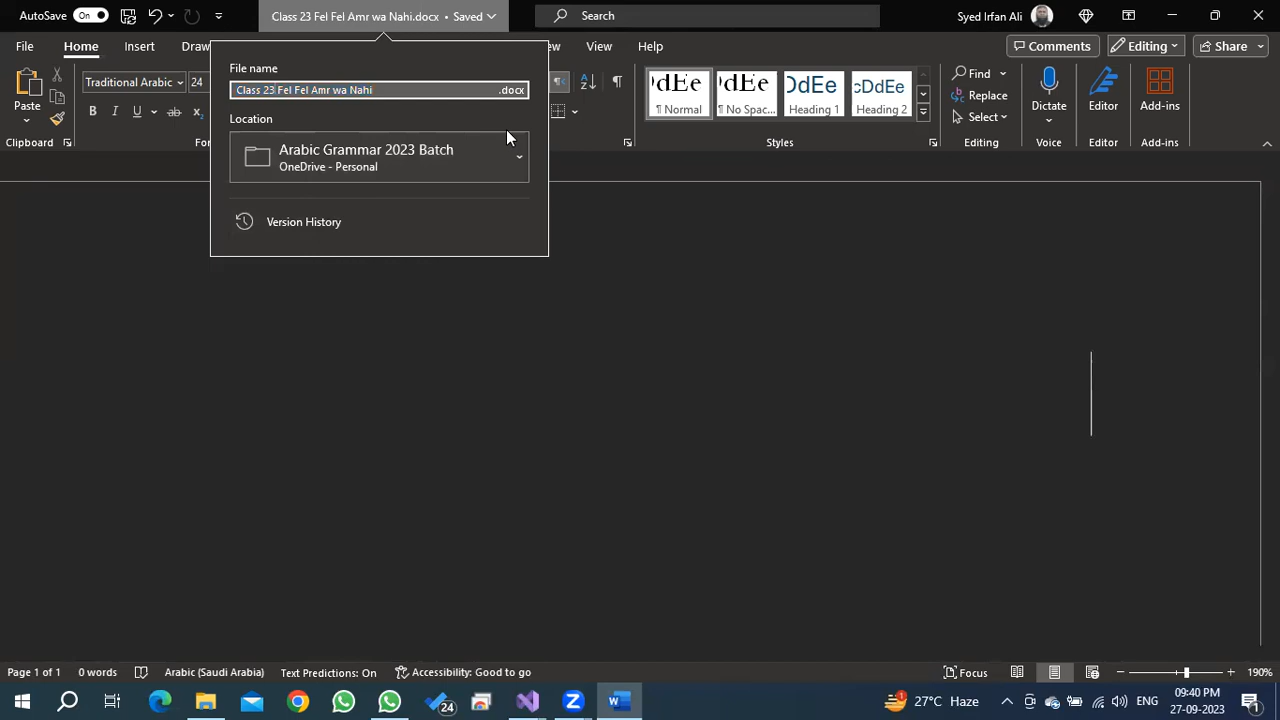 AutoSave On Class 23 Fel Fel Amr wa Nahi.docx • Saved Search Syed Irfan Ali
File Home Insert View Help Comments Editing Share
File name
Class 23 Fel Fel Amr wa Nahi .docx
Location
Arabic Grammar 2023 Batch
OneDrive - Personal
Version History
Traditional Arabic 24
Paste
B I U ab x
Clipboard
Normal
No Spac...
Heading 1
Heading 2
Styles
Find
Replace
Select
Editing
Dictate
Voice
Editor
Editor
Add-ins
Add-ins
Page 1 of 1 0 words Arabic (Saudi Arabia) Text Predictions: On Accessibility: Good to go Focus 190%
24 27°C Haze ENG 09:40 PM
27-09-2023 1